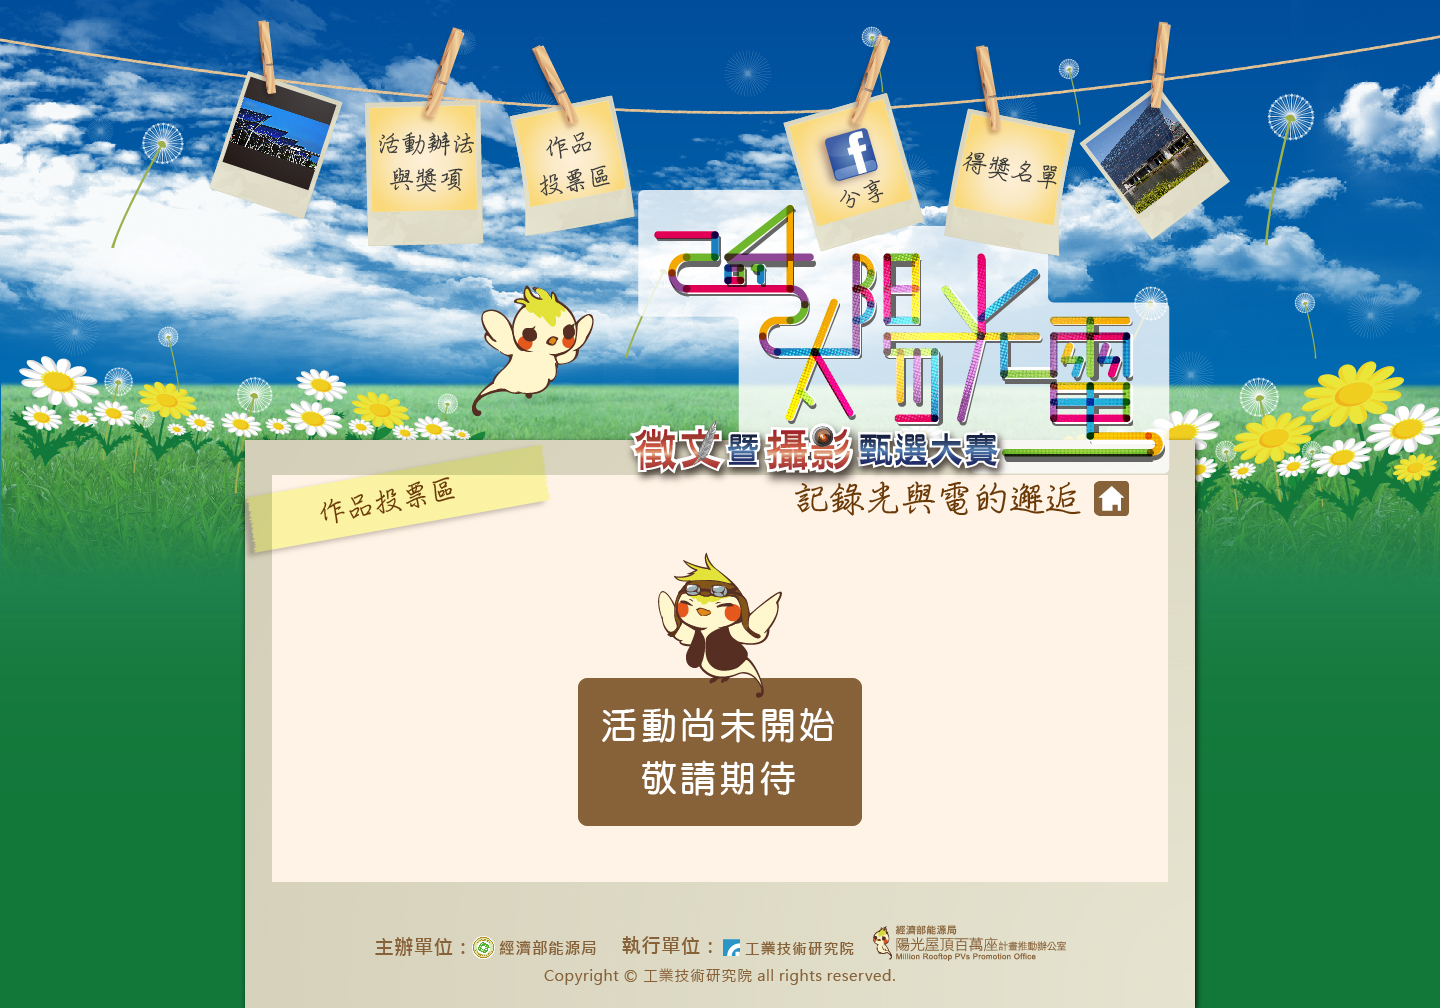 活動辦法
與獎項
作品
投票區
分享
得獎名單
陽光電
徵文暨攝影甄選大賽
記錄光與電的邂逅
作品投票區
活動尚未開始
敬請期待
主辦單位：經濟部能源局 執行單位：工業技術研究院
經濟部能源局
陽光屋頂百萬座計畫推動辦公室
Million Rooftop PVs Promotion Office
Copyright © 工業技術研究院 all rights reserved.